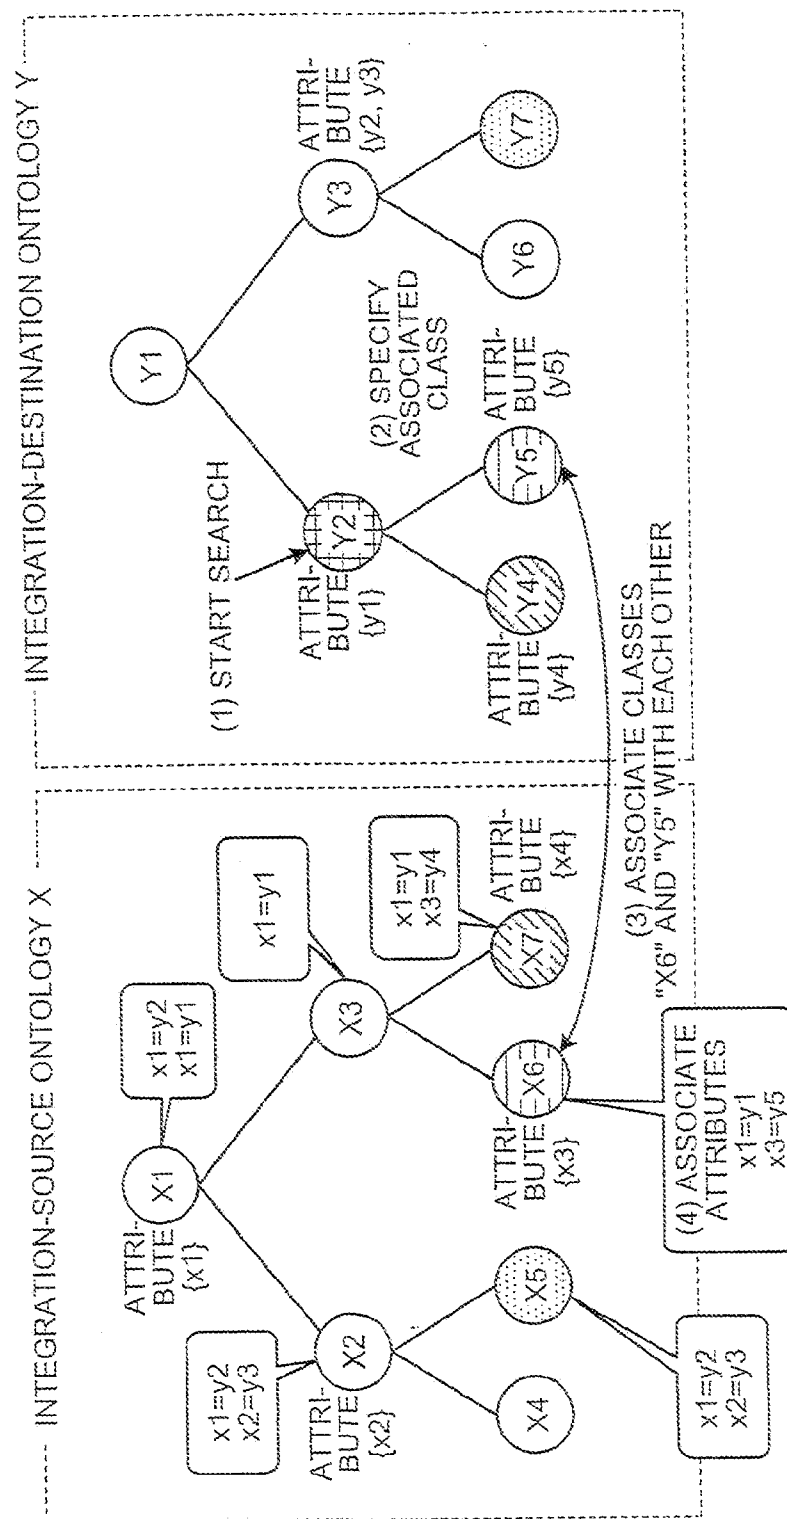 INTEGRATION-SOURCE ONTOLOGY X
X1
ATTRI-
BUTE
{x1}
x1=y2
x1=y1
x1=y2
x2=y3
X2
ATTRI-
BUTE
{x2}
X3
x1=y1
X4
X5
x1=y2
x2=y3
X6
ATTRI-
BUTE
{x3}
X7
ATTRI-
BUTE
{x4}
x1=y1
x3=y4
(4) ASSOCIATE
ATTRIBUTES
x1=y1
x3=y5
(3) ASSOCIATE CLASSES
"X6" AND "Y5" WITH EACH OTHER
INTEGRATION-DESTINATION ONTOLOGY Y
Y1
(1) START SEARCH
Y2
ATTRI-
BUTE
{y1}
Y3
ATTRI-
BUTE
{y2, y3}
(2) SPECIFY
ASSOCIATED
CLASS
Y4
ATTRI-
BUTE
{y4}
Y5
ATTRI-
BUTE
{y5}
Y6
Y7